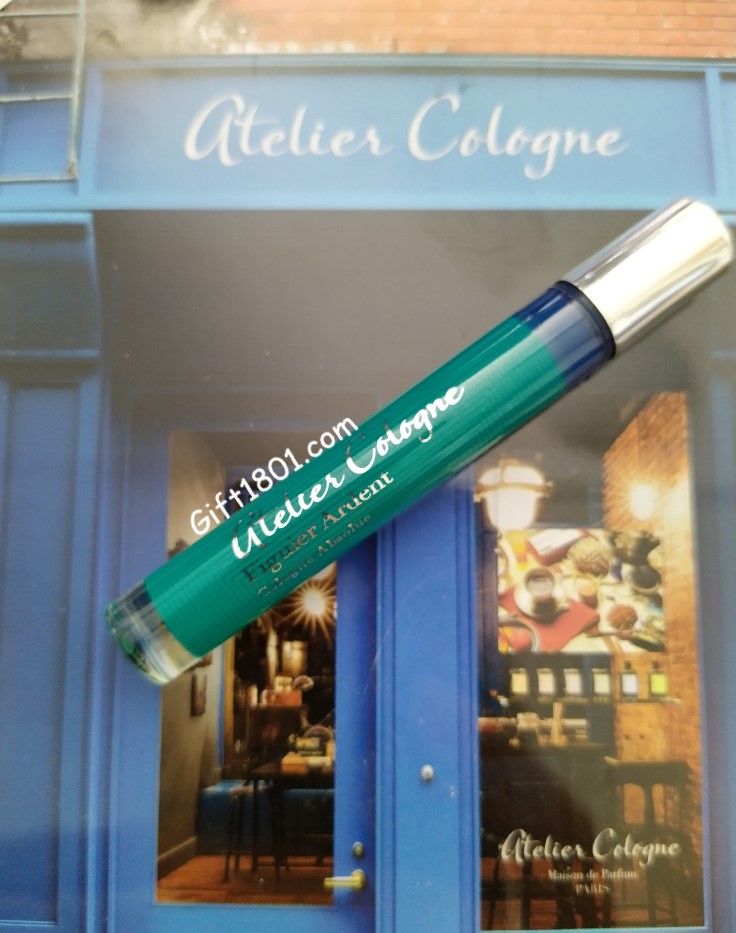 Atelier Cologne
Gift1801.com
Atelier Cologne
Figuier Ardent
Cologne Absolue
Atelier Cologne
Maison de Parfum
PARIS